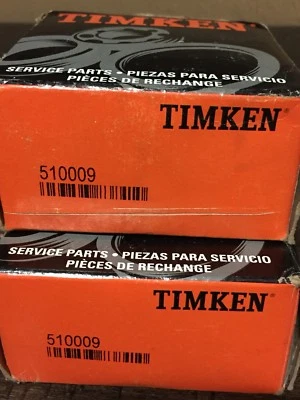 TIMKEN
SERVICE PARTS • PIEZAS PARA SERVICIO
PIÈCES DE RECHANGE
TIMKEN
510009
SERVICE PARTS • PIEZAS PARA SERVICIO
PIÈCES DE RECHANGE
TIMKEN
510009